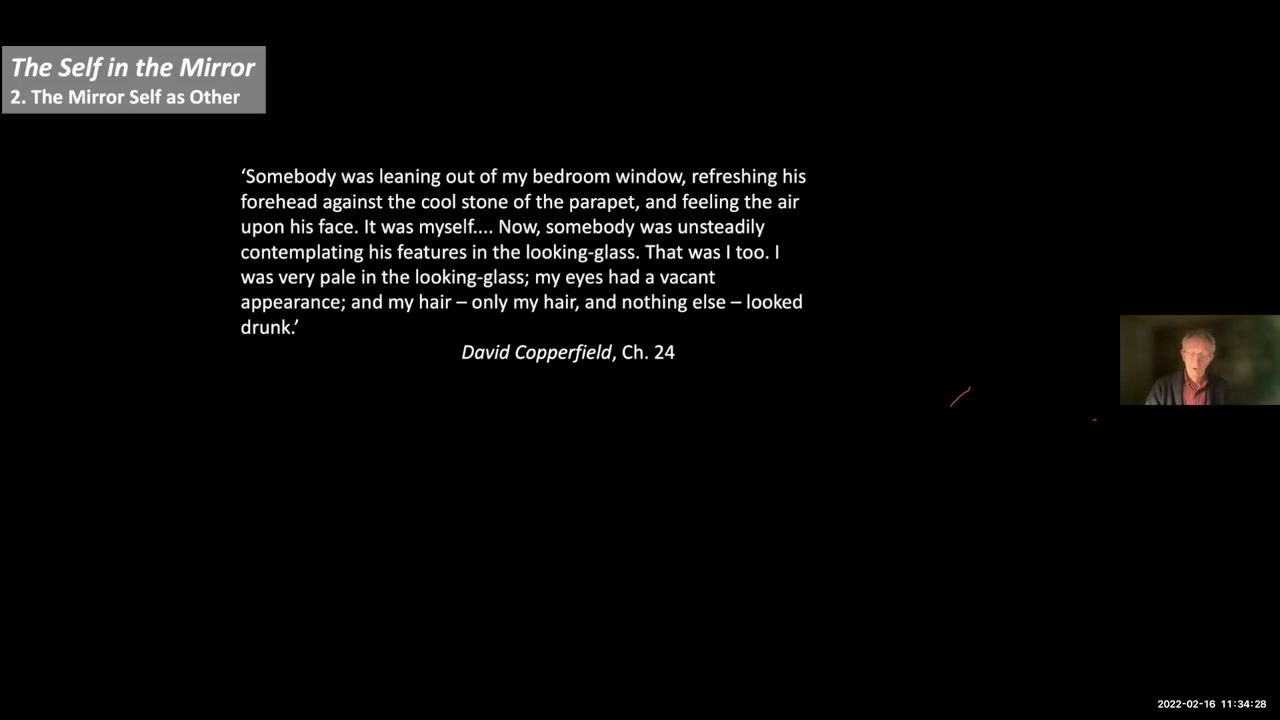 The Self in the Mirror
2. The Mirror Self as Other
‘Somebody was leaning out of my bedroom window, refreshing his
forehead against the cool stone of the parapet, and feeling the air
upon his face. It was myself.... Now, somebody was unsteadily
contemplating his features in the looking-glass. That was I too. I
was very pale in the looking-glass; my eyes had a vacant
appearance; and my hair – only my hair, and nothing else – looked
drunk.’
David Copperfield, Ch. 24
2022-02-16 11:34:28